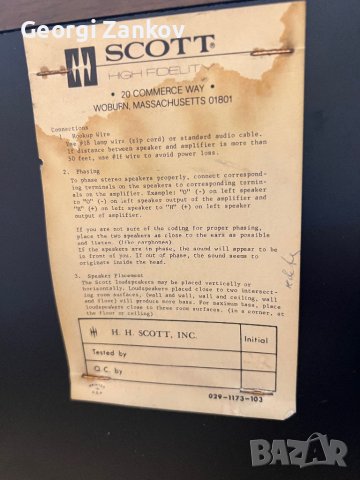 Georgi Zankov
SCOTT®
HIGH FIDELITY
• 20 COMMERCE WAY •
WOBURN, MASSACHUSETTS 01801
Connections
1. Hookup Wire
Use #18 lamp wire (zip cord) or standard audio cable.
If distance between speaker and amplifier is more than
50 feet, use wire to avoid power loss.
2. Phasing
To phase stereo speakers properly, connect correspond-
ing terminals on the speakers to corresponding termin-
als on the amplifier. Example: "O" (-) on left speaker
to "O" (-) on left speaker output of the amplifier and
"H" (+) on left speaker to "H" (+) on left speaker
output of amplifier.
If you are not sure of the coding for proper phasing,
place the two speakers as close to the ears as possible
and listen. (like earphones)
If the speakers are in phase, the sound will appear to be
in front of you. If out of phase, the sound seems to
originate inside the head.
3. Speaker Placement
The Scott loudspeakers may be placed vertically or
horizontally. Loudspeakers placed close to two intersect-
ing room surfaces, (wall and wall, wall and ceiling, wall
and floor) will produce more bass. For maximum bass, place
loudspeakers close to three room surfaces. (in a corner, at
the floor or ceiling)
H. H. SCOTT, INC.
Initial
Tested by
Q.C. by
PRINTED
IN
U.S.A.
029-1173-103
BAZAR